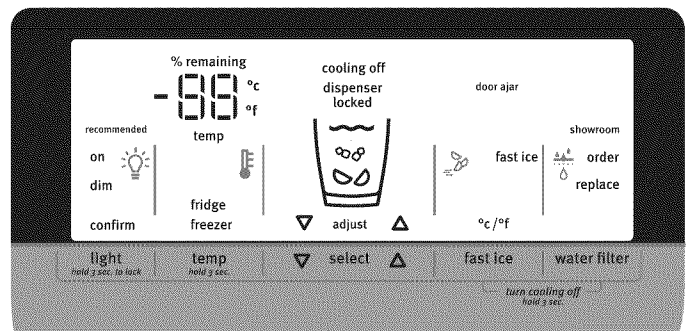 % remaining
-88 °c
°f
cooling off
dispenser
locked
door ajar
recommended
temp
showroom
on
fast ice
order
dim
replace
fridge
confirm
freezer
adjust
°c/°f
light
hold 3 sec. to lock
temp
hold 3 sec.
select
fast ice
water filter
turn cooling off
hold 3 sec.